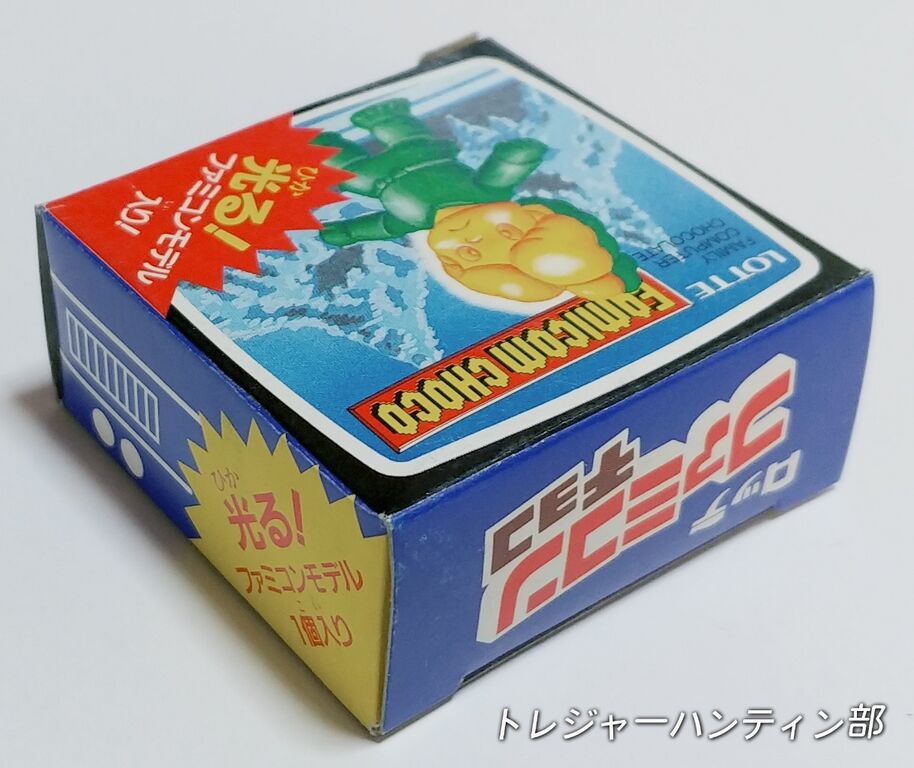 ひか
光る!
ファミコンモデル
入り!
LOTTE
FAMILY
COMPUTER
CHOCOLATE
FAMICOM CHOCO
ロッテ
ファミコン
チョコ
ひか
光る!
ファミコンモデル
1個入り
トレジャーハンティン部